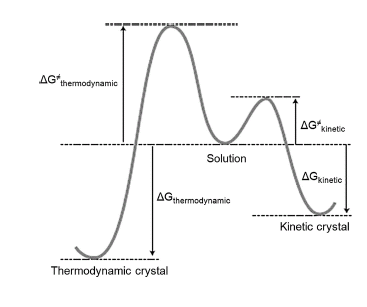 ΔG≠thermodynamic
ΔG≠kinetic
Solution
ΔGkinetic
ΔGthermodynamic
Kinetic crystal
Thermodynamic crystal